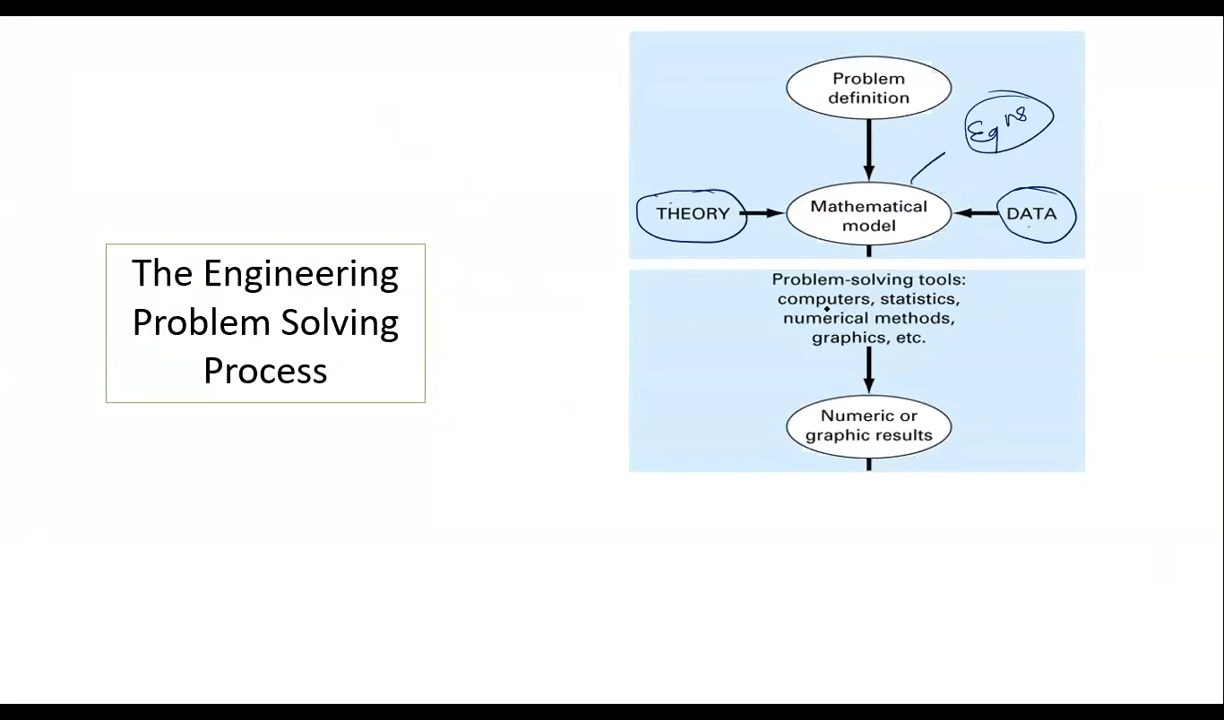 The Engineering
Problem Solving
Process
Problem
definition
Eqns
THEORY
Mathematical
model
DATA
Problem-solving tools:
computers, statistics,
numerical methods,
graphics, etc.
Numeric or
graphic results